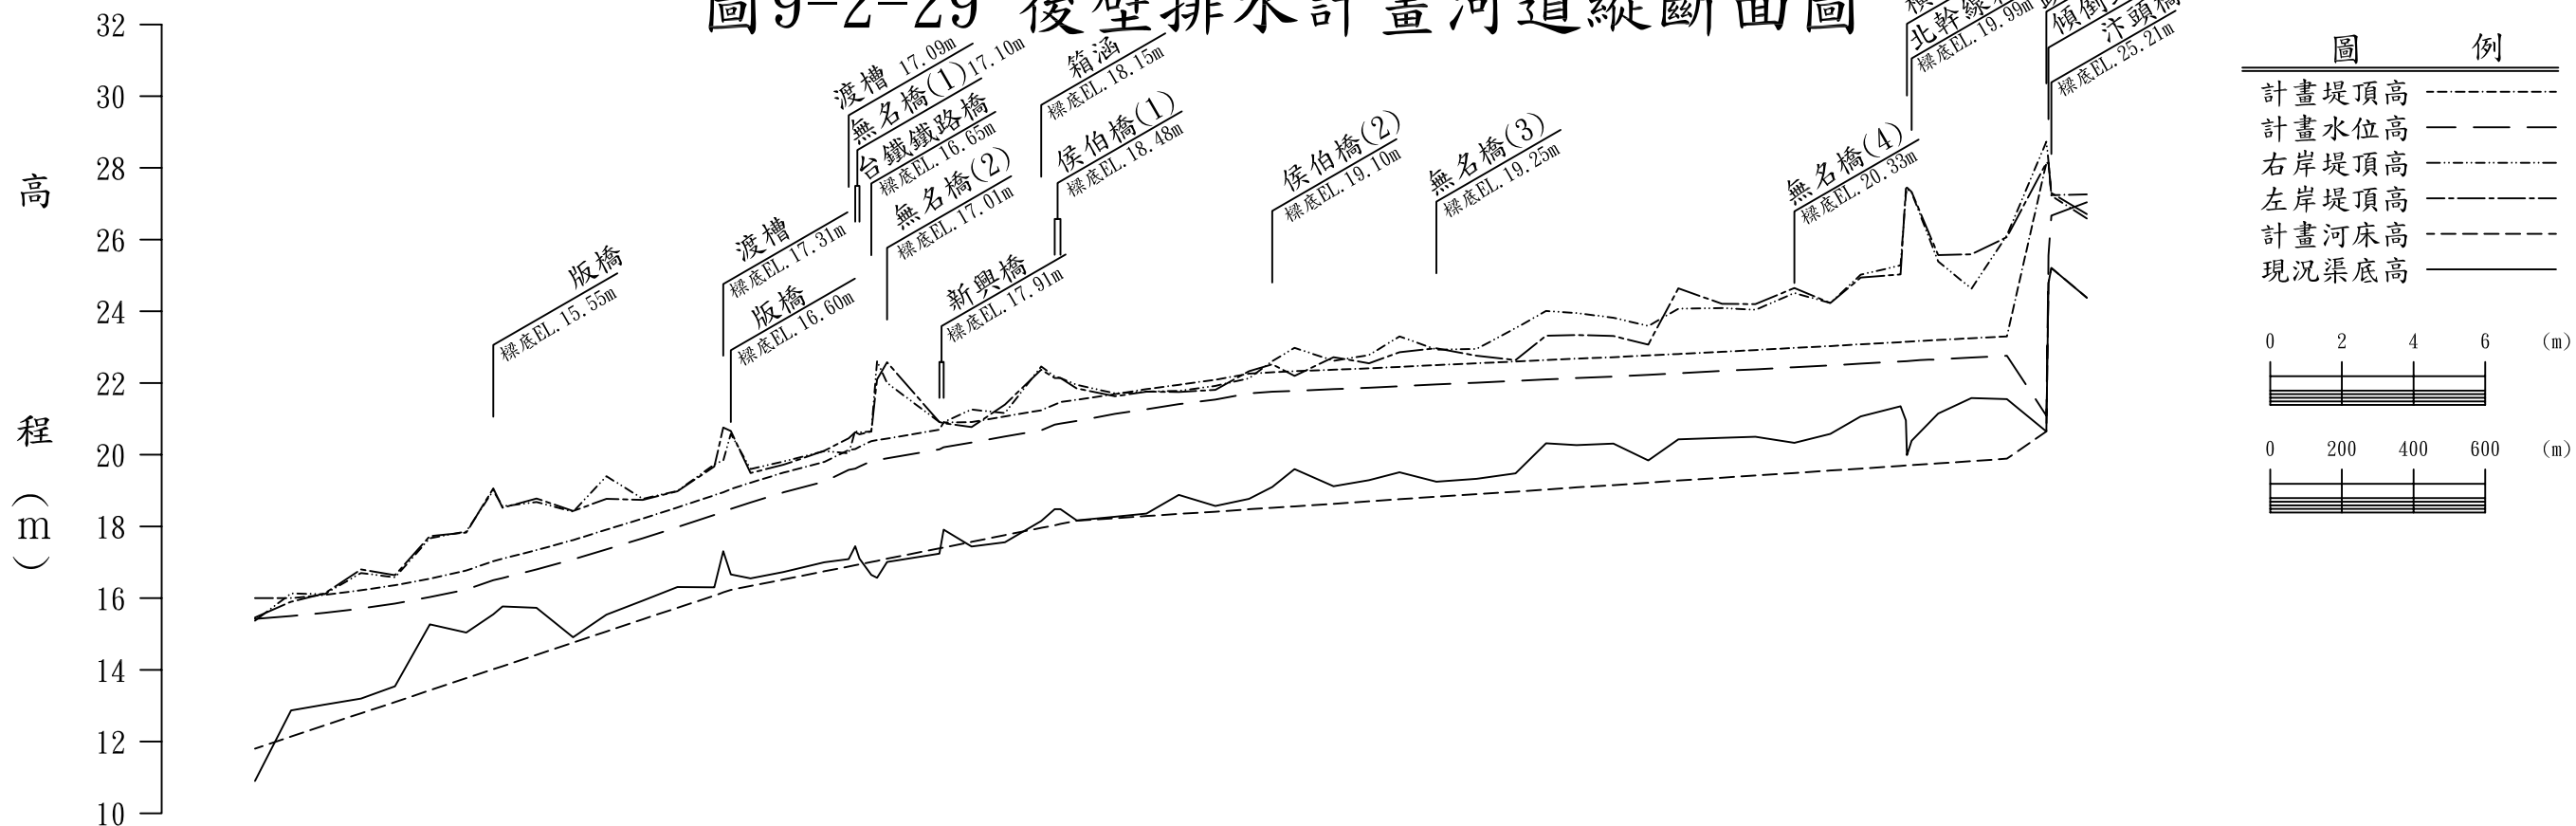 圖9-2-29 後壁排水計畫河道縱斷面圖
高
程
(m)
32
30
28
26
24
22
20
18
16
14
12
10
版橋
樑底EL.15.55m
渡槽
樑底EL.17.31m
版橋
樑底EL.16.60m
渡槽 17.09m
無名橋(1)17.10m
台鐵鐵路橋
樑底EL.16.65m
無名橋(2)
樑底EL.17.01m
新興橋
樑底EL.17.91m
箱涵
樑底EL.18.15m
侯伯橋(1)
樑底EL.18.48m
侯伯橋(2)
樑底EL.19.10m
無名橋(3)
樑底EL.19.25m
無名橋(4)
樑底EL.20.33m
北幹線
樑底EL.19.99m
傾倒
汴頭橋
樑底EL.25.21m
圖 例
計畫堤頂高
計畫水位高
右岸堤頂高
左岸堤頂高
計畫河床高
現況渠底高
0 2 4 6 (m)
0 200 400 600 (m)